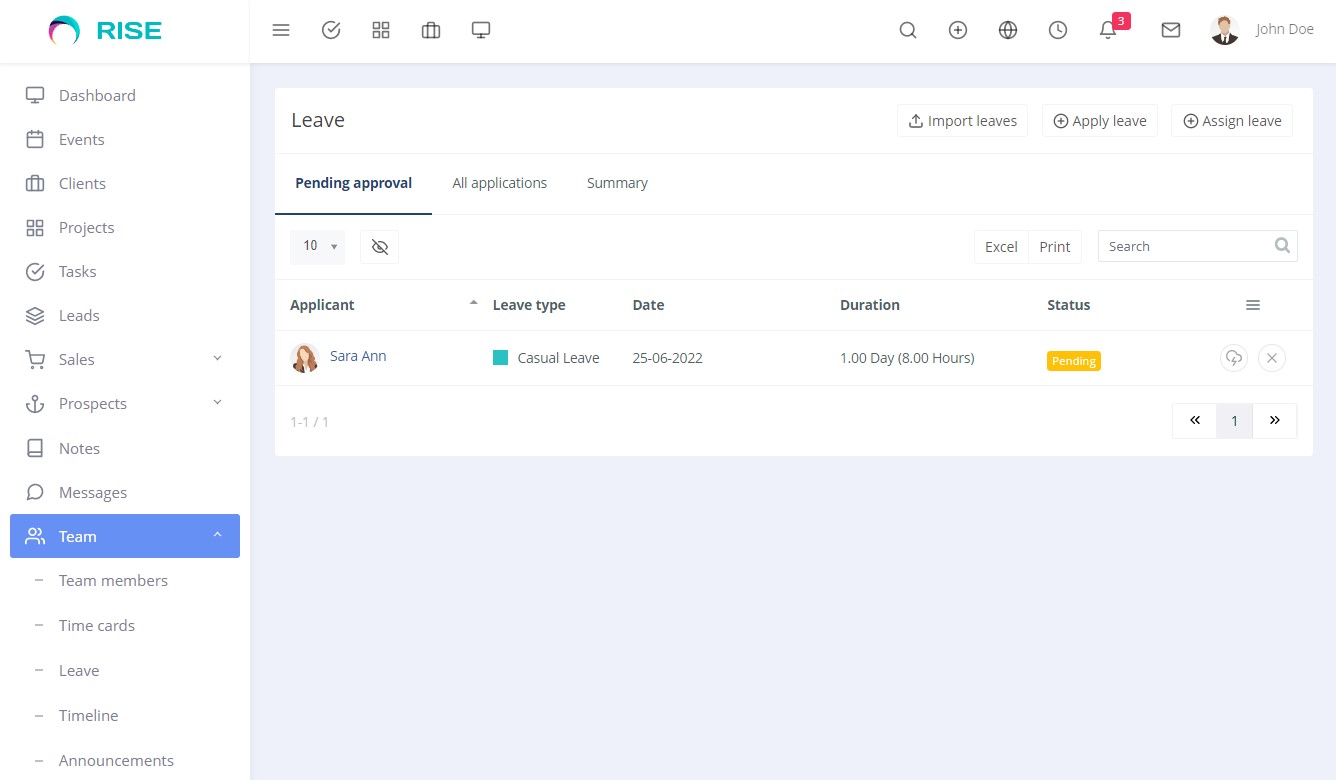 RISE
3
John Doe
Dashboard
Events
Clients
Projects
Tasks
Leads
Sales
Prospects
Notes
Messages
Team
Team members
Time cards
Leave
Timeline
Announcements
Leave
Import leaves Apply leave Assign leave
Pending approval All applications Summary
10 Excel Print Search
Applicant Leave type Date Duration Status
Sara Ann Casual Leave 25-06-2022 1.00 Day (8.00 Hours) Pending
1-1 / 1 « 1 »